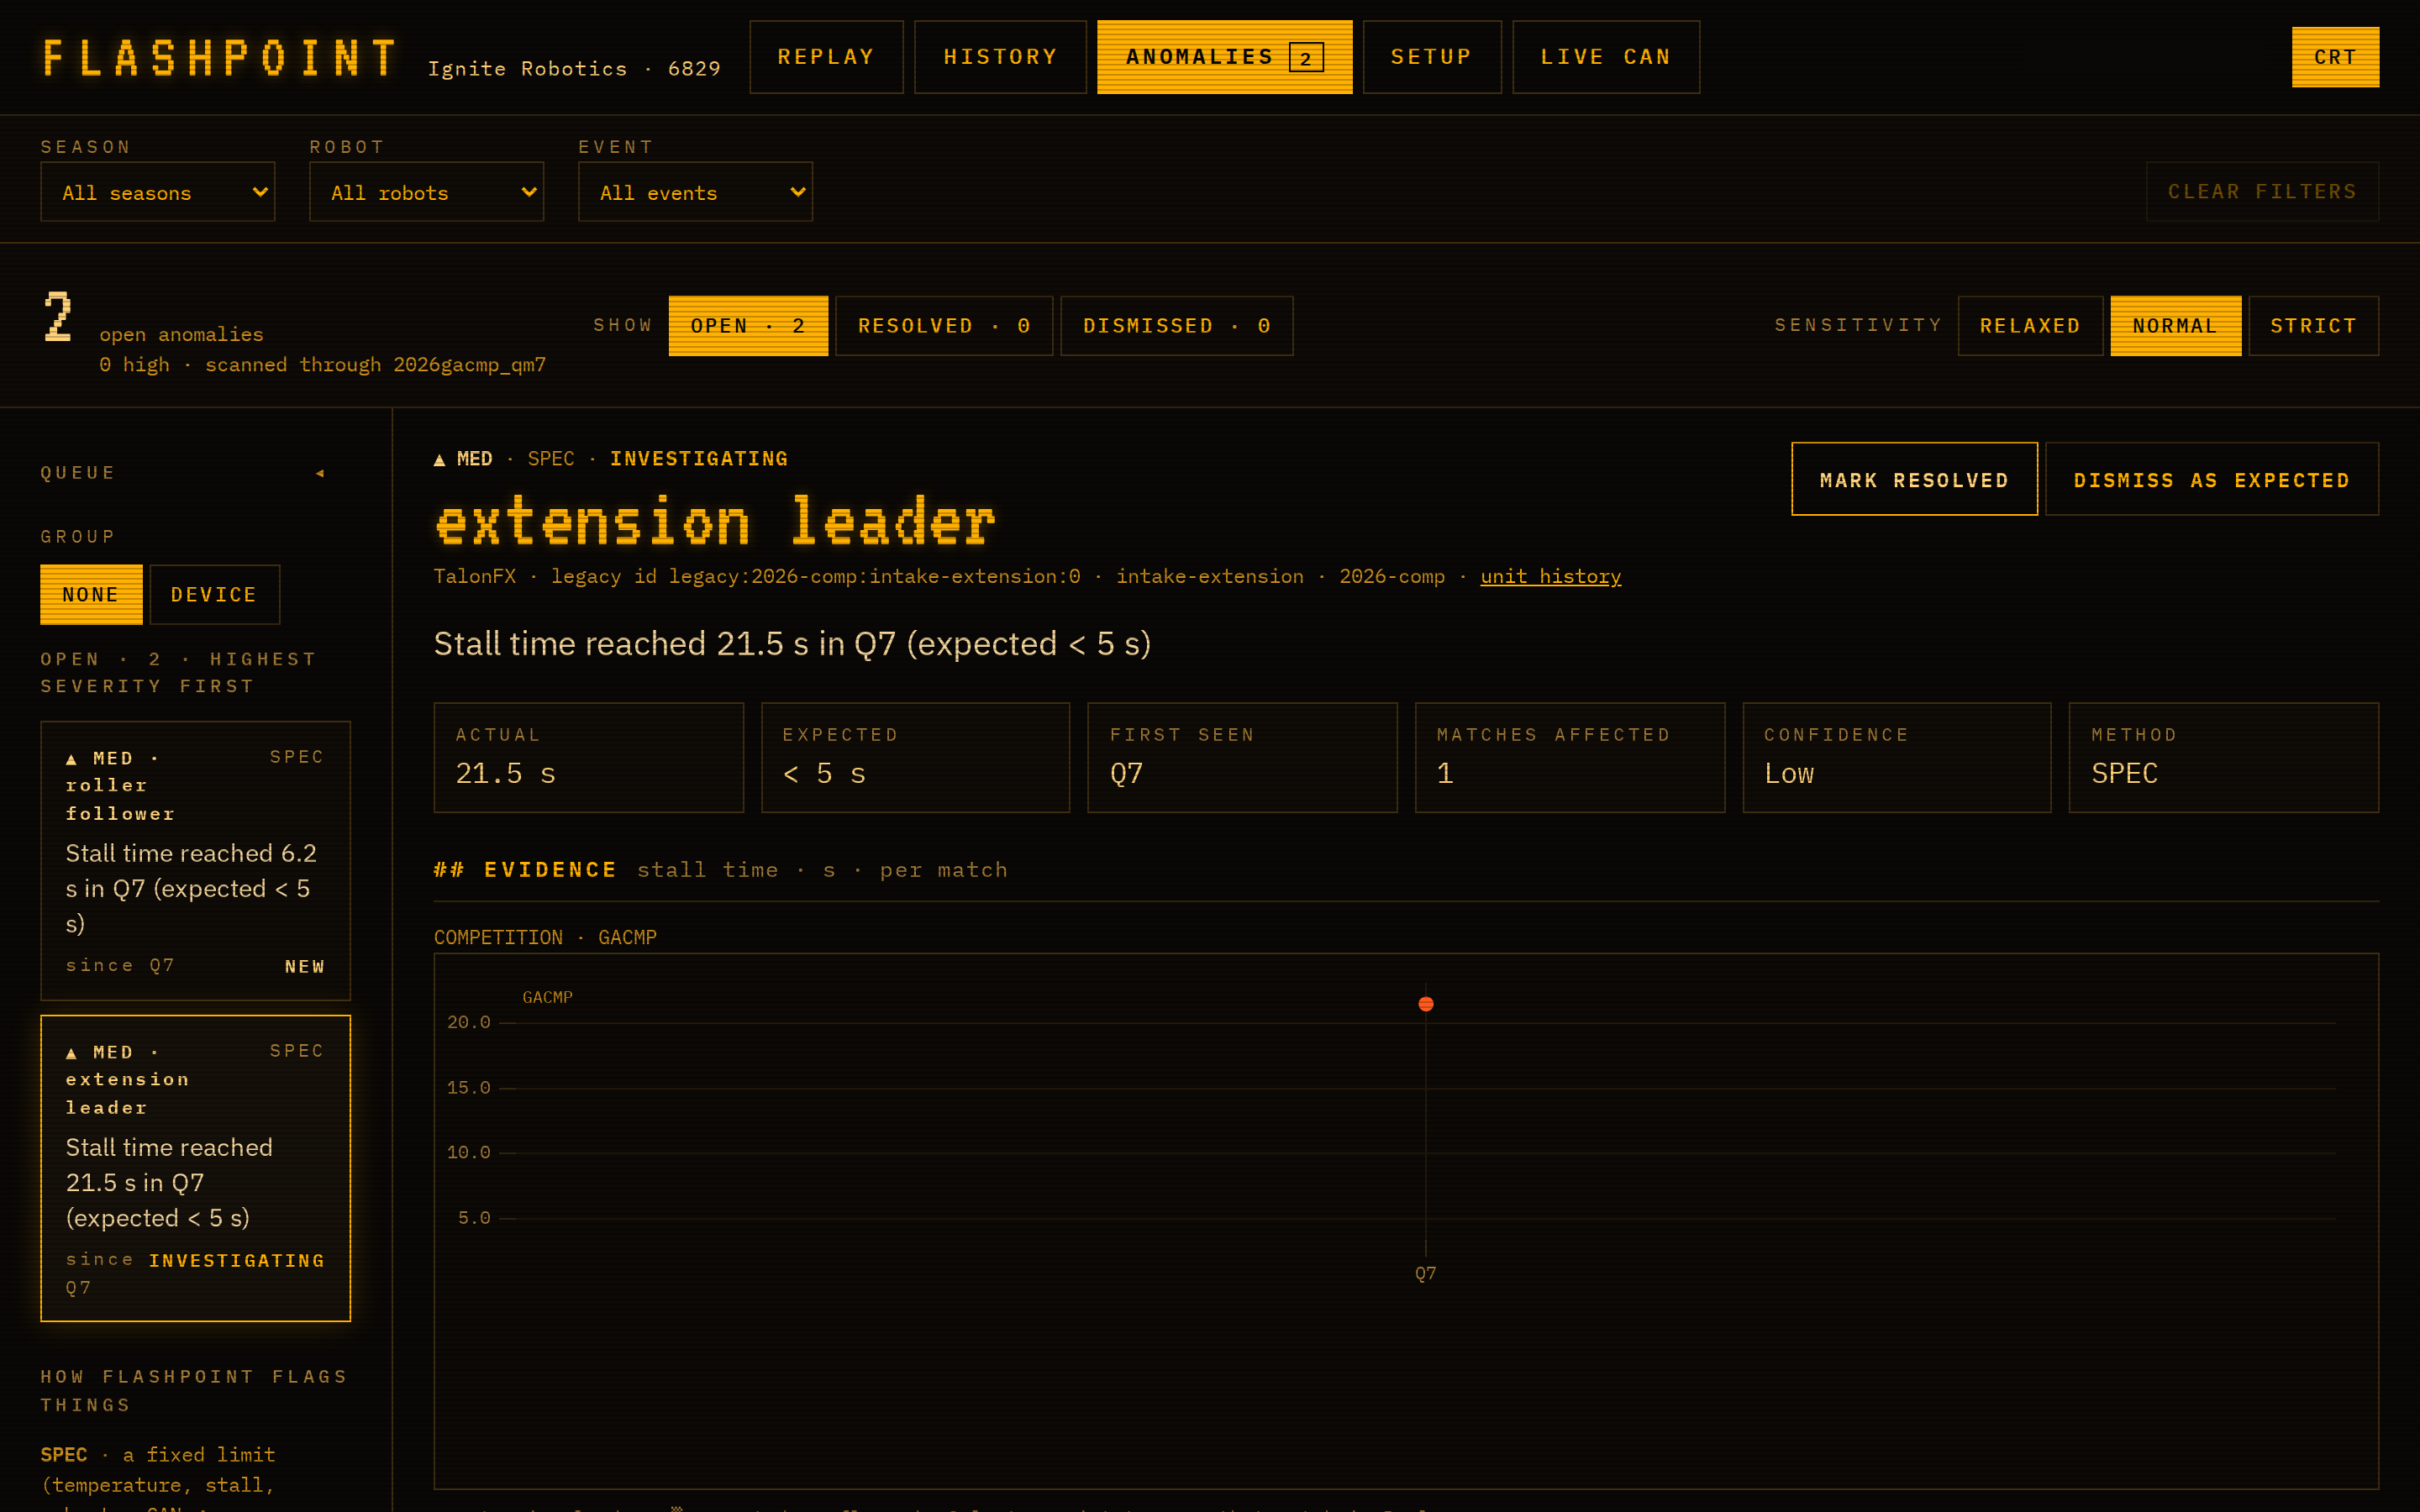 FLASHPOINT
Ignite Robotics · 6829
REPLAY
HISTORY
ANOMALIES 2
SETUP
LIVE CAN
CRT
SEASON
ROBOT
EVENT
All seasons
All robots
All events
CLEAR FILTERS
2
open anomalies
0 high · scanned through 2026gacmp_qm7
SHOW
OPEN · 2
RESOLVED · 0
DISMISSED · 0
SENSITIVITY
RELAXED
NORMAL
STRICT
QUEUE ◂
GROUP
NONE
DEVICE
OPEN · 2 · HIGHEST
SEVERITY FIRST
▲ MED · SPEC
roller
follower
Stall time reached 6.2
s in Q7 (expected < 5
s)
since Q7 NEW
▲ MED · SPEC
extension
leader
Stall time reached
21.5 s in Q7
(expected < 5 s)
since INVESTIGATING
Q7
HOW FLASHPOINT FLAGS
THINGS
SPEC · a fixed limit
(temperature, stall,
▲ MED · SPEC · INVESTIGATING
extension leader
TalonFX · legacy id legacy:2026-comp:intake-extension:0 · intake-extension · 2026-comp · unit history
MARK RESOLVED
DISMISS AS EXPECTED
Stall time reached 21.5 s in Q7 (expected < 5 s)
ACTUAL
21.5 s
EXPECTED
< 5 s
FIRST SEEN
Q7
MATCHES AFFECTED
1
CONFIDENCE
Low
METHOD
SPEC
## EVIDENCE stall time · s · per match
COMPETITION · GACMP
GACMP
20.0
15.0
10.0
5.0
Q7